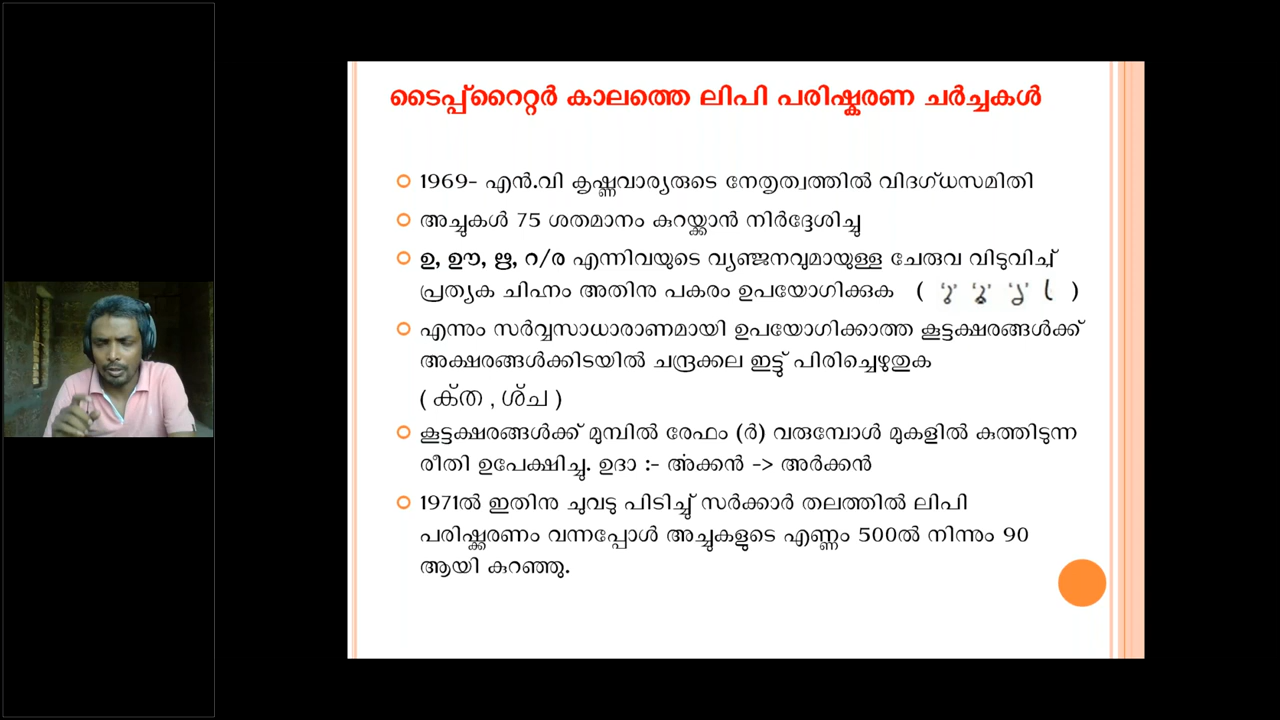 ടൈപ്പ്റൈറ്റർ കാലത്തെ ലിപി പരിഷ്കരണ ചർച്ചകൾ
1969- എൻ.വി കൃഷ്ണവാര്യരുടെ നേതൃത്വത്തിൽ വിദഗ്ധസമിതി
അച്ചുകൾ 75 ശതമാനം കുറയ്ക്കാൻ നിർദ്ദേശിച്ചു
ഉ, ഊ, ഋ, റ/ര എന്നിവയുടെ വ്യഞ്ജനവുമായുള്ള ചേരുവ വിടുവിച്ച്
പ്രത്യക ചിഹ്നം അതിനു പകരം ഉപയോഗിക്കുക ( ു ൂ ൃ ്ര )
എന്നും സർവ്വസാധാരാണമായി ഉപയോഗിക്കാത്ത കൂട്ടക്ഷരങ്ങൾക്ക്
അക്ഷരങ്ങൾക്കിടയിൽ ചന്ദ്രക്കല ഇട്ടു് പിരിച്ചെഴുതുക
( ക്‌ത , ശ്‌ച )
കൂട്ടക്ഷരങ്ങൾക്ക് മുമ്പിൽ രേഫം (ർ) വരുമ്പോൾ മുകളിൽ കുത്തിടുന്ന
രീതി ഉപേക്ഷിച്ചു. ഉദാ :- അൎക്കൻ -> അർക്കൻ
1971ൽ ഇതിനു ചുവടു പിടിച്ചു് സർക്കാർ തലത്തിൽ ലിപി
പരിഷ്ക്കരണം വന്നപ്പോൾ അച്ചുകളുടെ എണ്ണം 500ൽ നിന്നും 90
ആയി കുറഞ്ഞു.